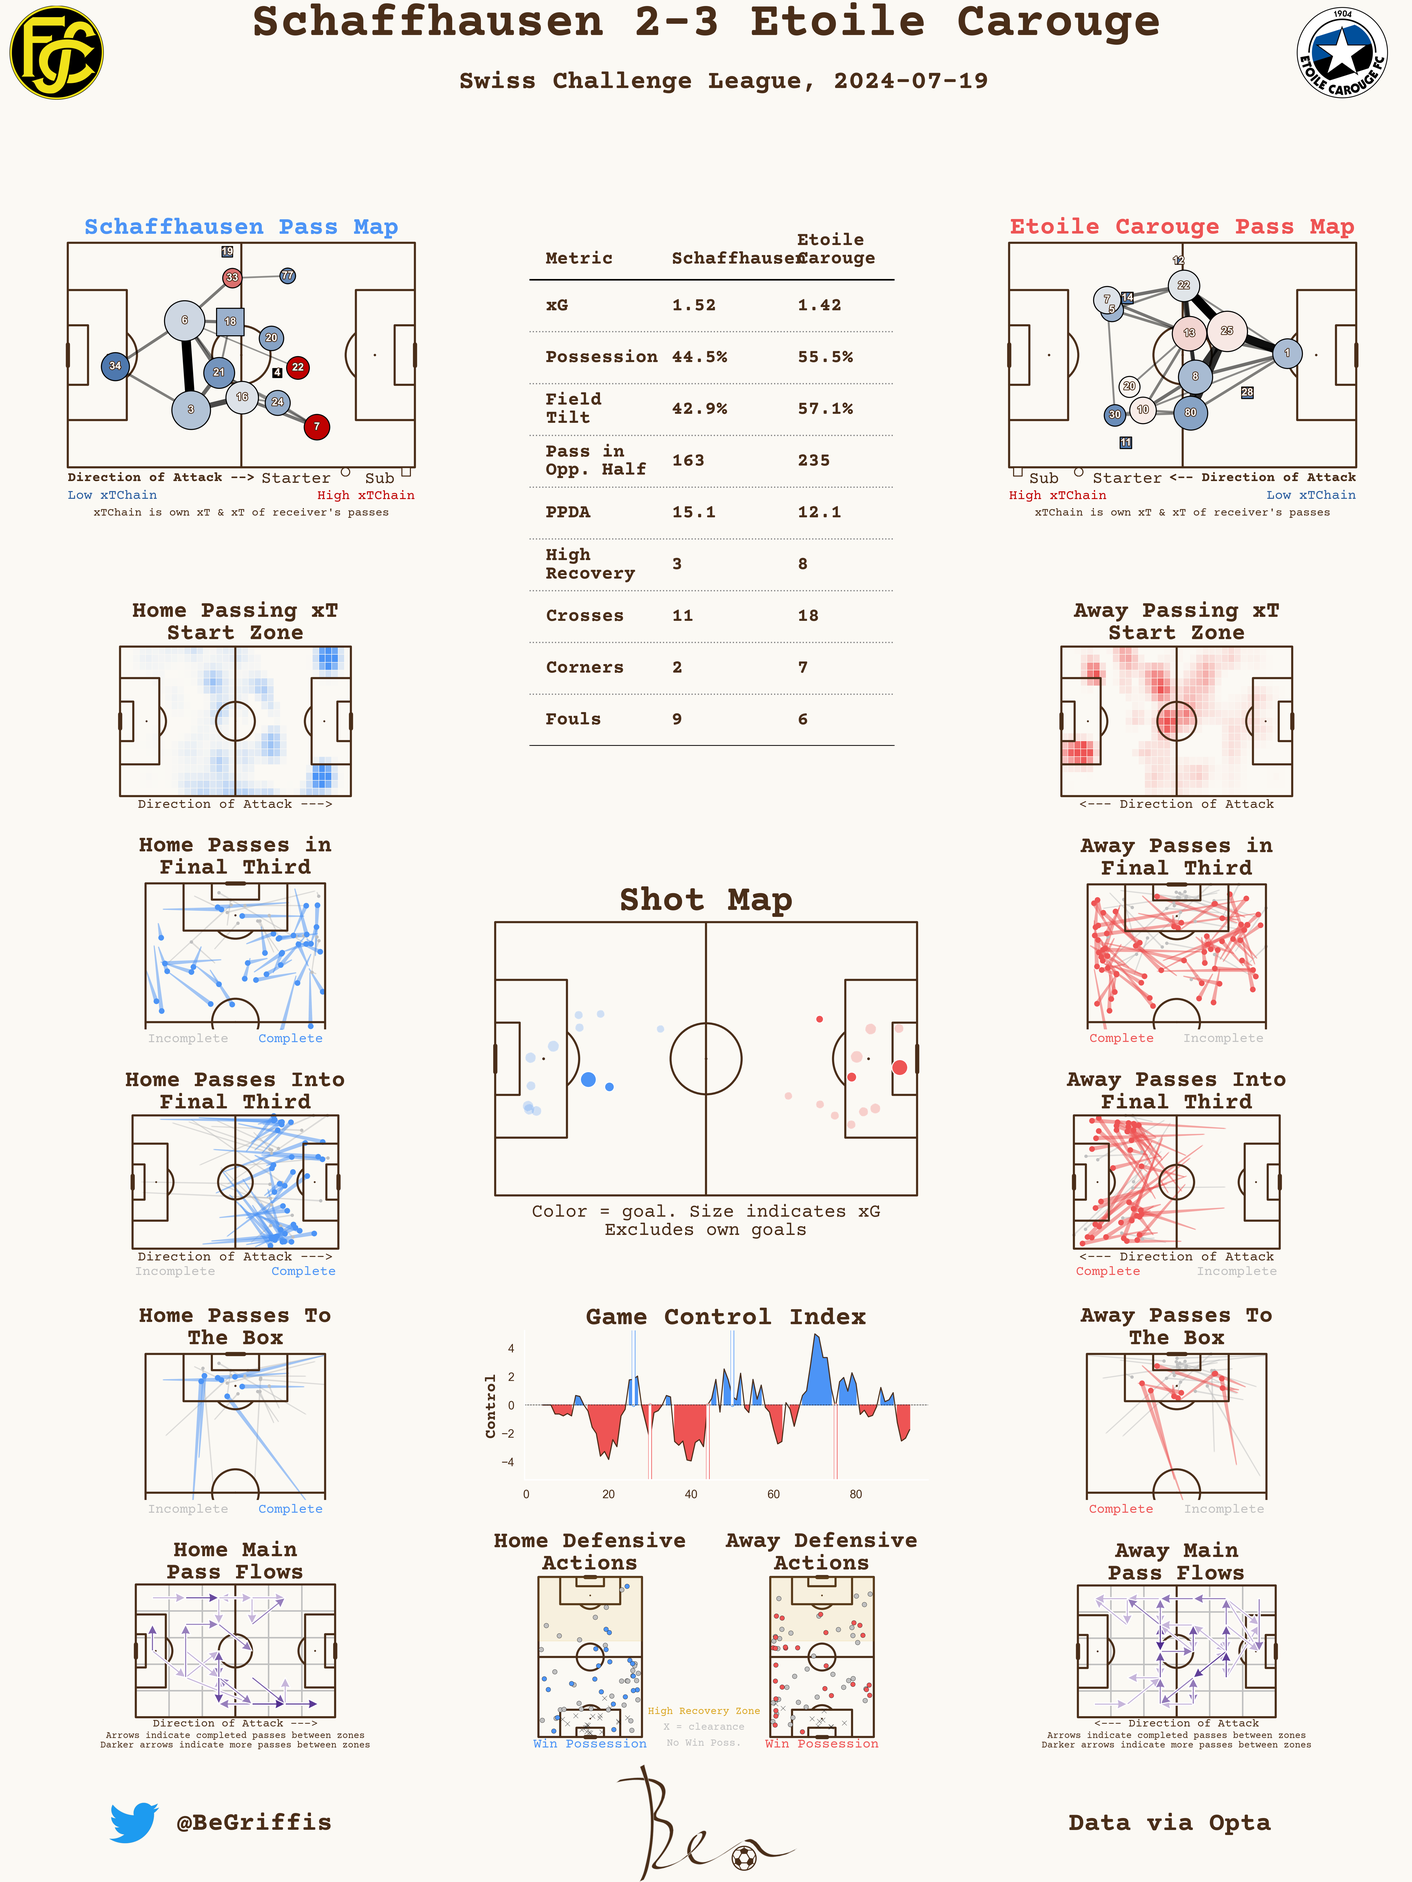 Schaffhausen 2-3 Etoile Carouge
Swiss Challenge League, 2024-07-19
FCS
1904
ETOILE CAROUGE FC
Schaffhausen Pass Map
19
33
77
6
18
20
34
21
4
22
3
16
24
7
Direction of Attack --> Starter Sub
Low xTChain High xTChain
xTChain is own xT & xT of receiver's passes
Metric Schaffhausen Etoile Carouge
xG 1.52 1.42
Possession 44.5% 55.5%
Field Tilt 42.9% 57.1%
Pass in Opp. Half 163 235
PPDA 15.1 12.1
High Recovery 3 8
Crosses 11 18
Corners 2 7
Fouls 9 6
Etoile Carouge Pass Map
12
22
7
14
5
13
25
1
8
20
28
30
10
80
11
Sub Starter <-- Direction of Attack
High xTChain Low xTChain
xTChain is own xT & xT of receiver's passes
Home Passing xT
Start Zone
Direction of Attack --->
Away Passing xT
Start Zone
<--- Direction of Attack
Home Passes in
Final Third
Incomplete Complete
Away Passes in
Final Third
Complete Incomplete
Shot Map
Color = goal. Size indicates xG
Excludes own goals
Home Passes Into
Final Third
Direction of Attack --->
Incomplete Complete
Away Passes Into
Final Third
<--- Direction of Attack
Complete Incomplete
Home Passes To
The Box
Incomplete Complete
Game Control Index
Control
4
2
0
−2
−4
0 20 40 60 80
Away Passes To
The Box
Complete Incomplete
Home Main
Pass Flows
Direction of Attack --->
Arrows indicate completed passes between zones
Darker arrows indicate more passes between zones
Home Defensive
Actions
Win Possession
Away Defensive
Actions
Win Possession
High Recovery Zone
X = clearance
No Win Poss.
Away Main
Pass Flows
<--- Direction of Attack
Arrows indicate completed passes between zones
Darker arrows indicate more passes between zones
@BeGriffis
Ben
Data via Opta